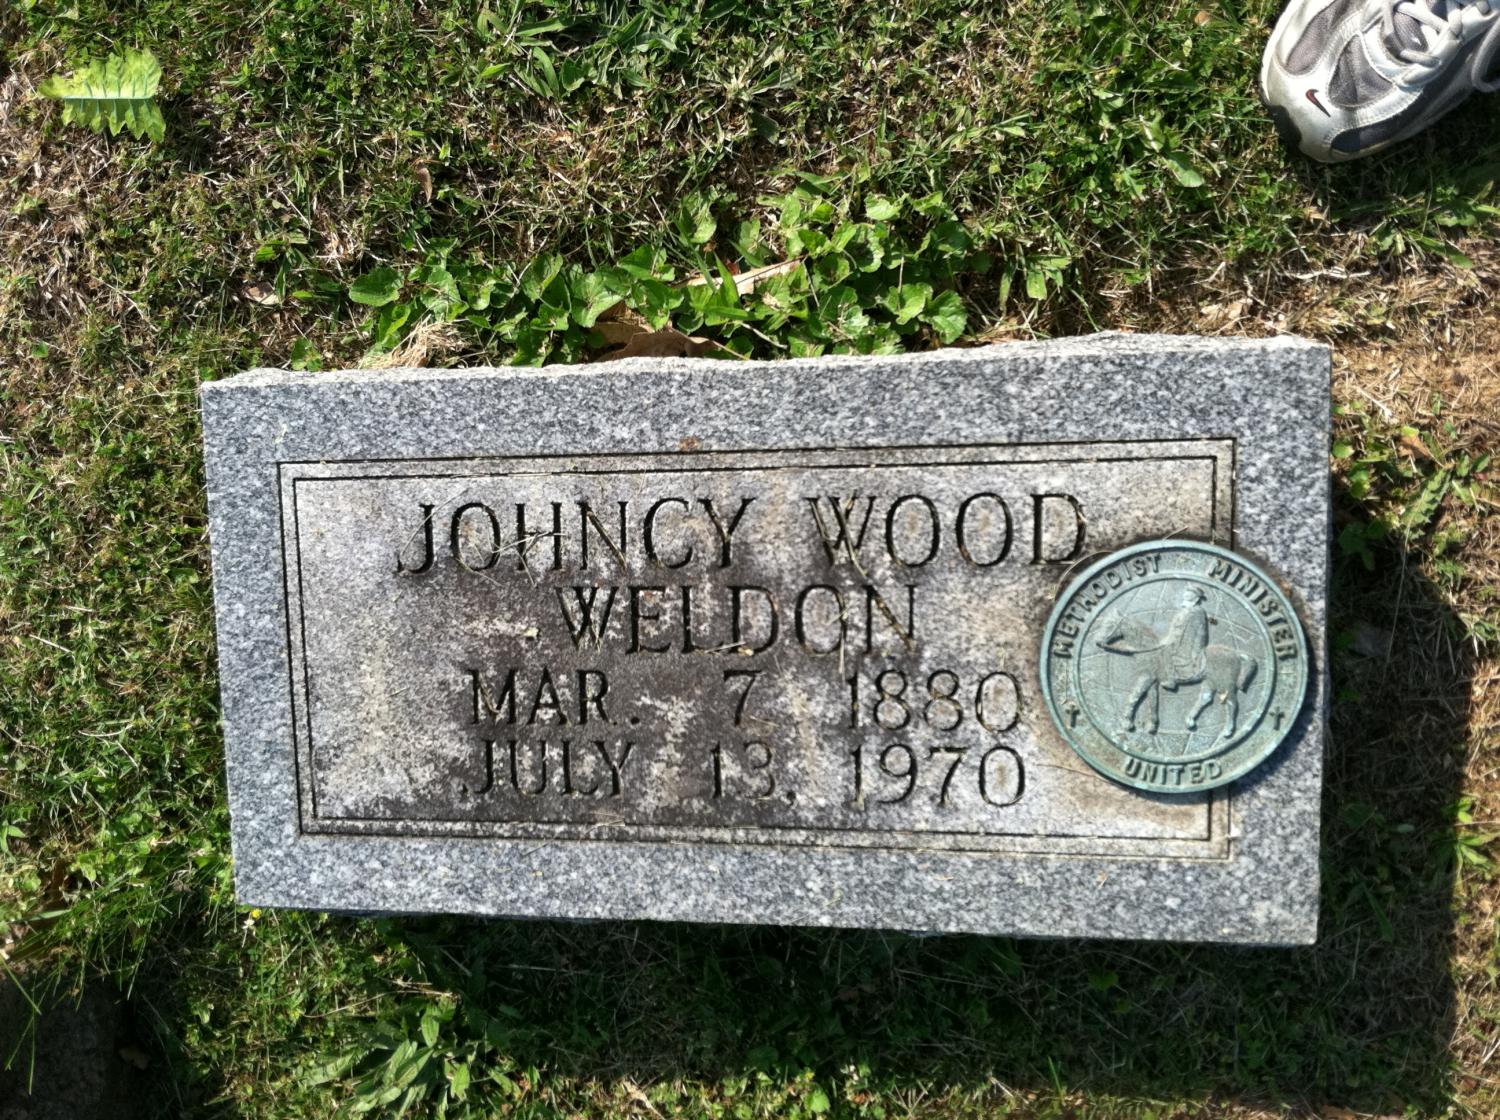 JOHNCY WOOD
WELDON
MAR. 7 1880
JULY 13, 1970
METHODIST MINISTER
UNITED